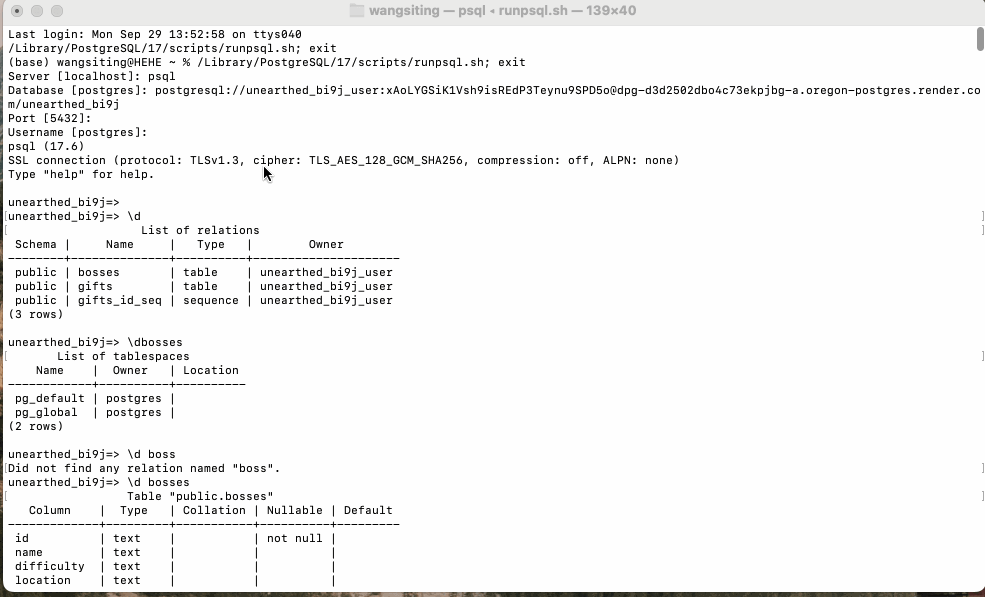 wangsiting — psql ◂ runpsql.sh — 139×40
Last login: Mon Sep 29 13:52:58 on ttys040
/Library/PostgreSQL/17/scripts/runpsql.sh; exit
(base) wangsiting@HEHE ~ % /Library/PostgreSQL/17/scripts/runpsql.sh; exit
Server [localhost]: psql
Database [postgres]: postgresql://unearthed_bi9j_user:xAoLYGSiK1Vsh9isREdP3Teynu9SPD5o@dpg-d3d2502dbo4c73ekpjbg-a.oregon-postgres.render.co
m/unearthed_bi9j
Port [5432]:
Username [postgres]:
psql (17.6)
SSL connection (protocol: TLSv1.3, cipher: TLS_AES_128_GCM_SHA256, compression: off, ALPN: none)
Type "help" for help.
unearthed_bi9j=>
[unearthed_bi9j=> \d ]
[ List of relations ]
 Schema |     Name     |   Type   |        Owner
--------+--------------+----------+---------------------
 public | bosses       | table    | unearthed_bi9j_user
 public | gifts        | table    | unearthed_bi9j_user
 public | gifts_id_seq | sequence | unearthed_bi9j_user
(3 rows)
unearthed_bi9j=> \dbosses
[ List of tablespaces ]
    Name    |  Owner   | Location
------------+----------+----------
 pg_default | postgres |
 pg_global  | postgres |
(2 rows)
unearthed_bi9j=> \d boss
[Did not find any relation named "boss". ]
unearthed_bi9j=> \d bosses
[ Table "public.bosses" ]
   Column    |  Type   | Collation | Nullable | Default
-------------+---------+-----------+----------+---------
 id          | text    |           | not null |
 name        | text    |           |          |
 difficulty  | text    |           |          |
 location    | text    |           |          |